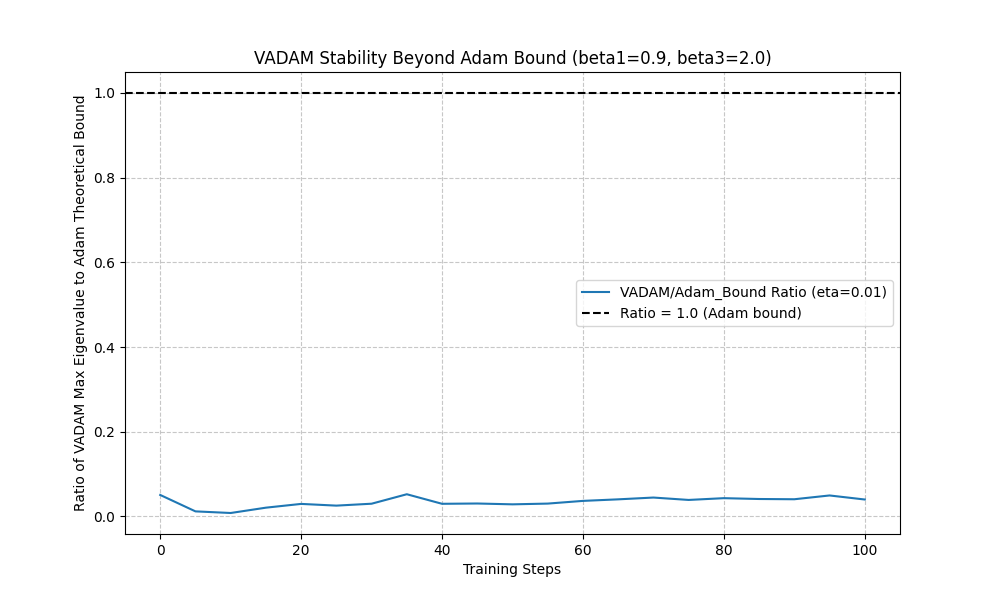 VADAM Stability Beyond Adam Bound (beta1=0.9, beta3=2.0)
Ratio of VADAM Max Eigenvalue to Adam Theoretical Bound
1.0
0.8
0.6
0.4
0.2
0.0
VADAM/Adam_Bound Ratio (eta=0.01)
Ratio = 1.0 (Adam bound)
0 20 40 60 80 100
Training Steps